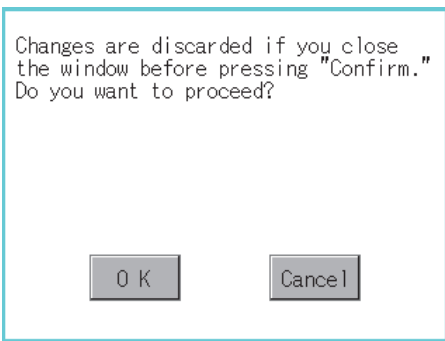 Changes are discarded if you close
the window before pressing "Confirm."
Do you want to proceed?
OK
Cancel